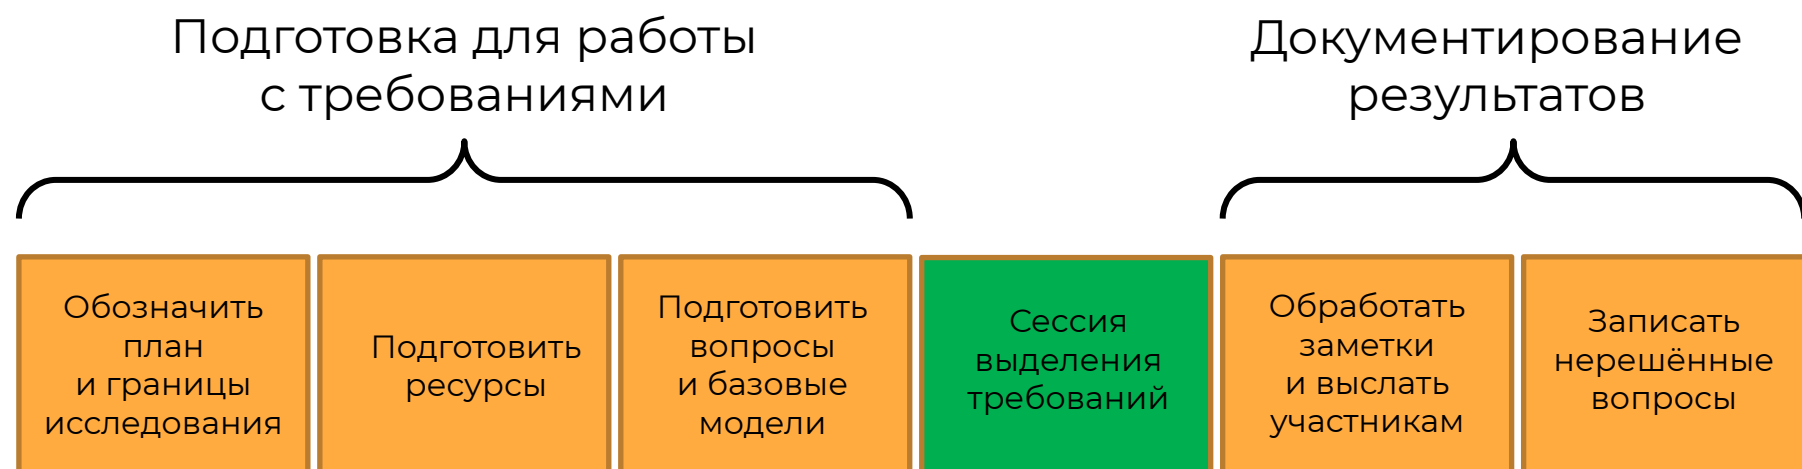 Подготовка для работы
с требованиями
Документирование
результатов
Обозначить
план
и границы
исследования
Подготовить
ресурсы
Подготовить
вопросы
и базовые
модели
Сессия
выделения
требований
Обработать
заметки
и выслать
участникам
Записать
нерешённые
вопросы